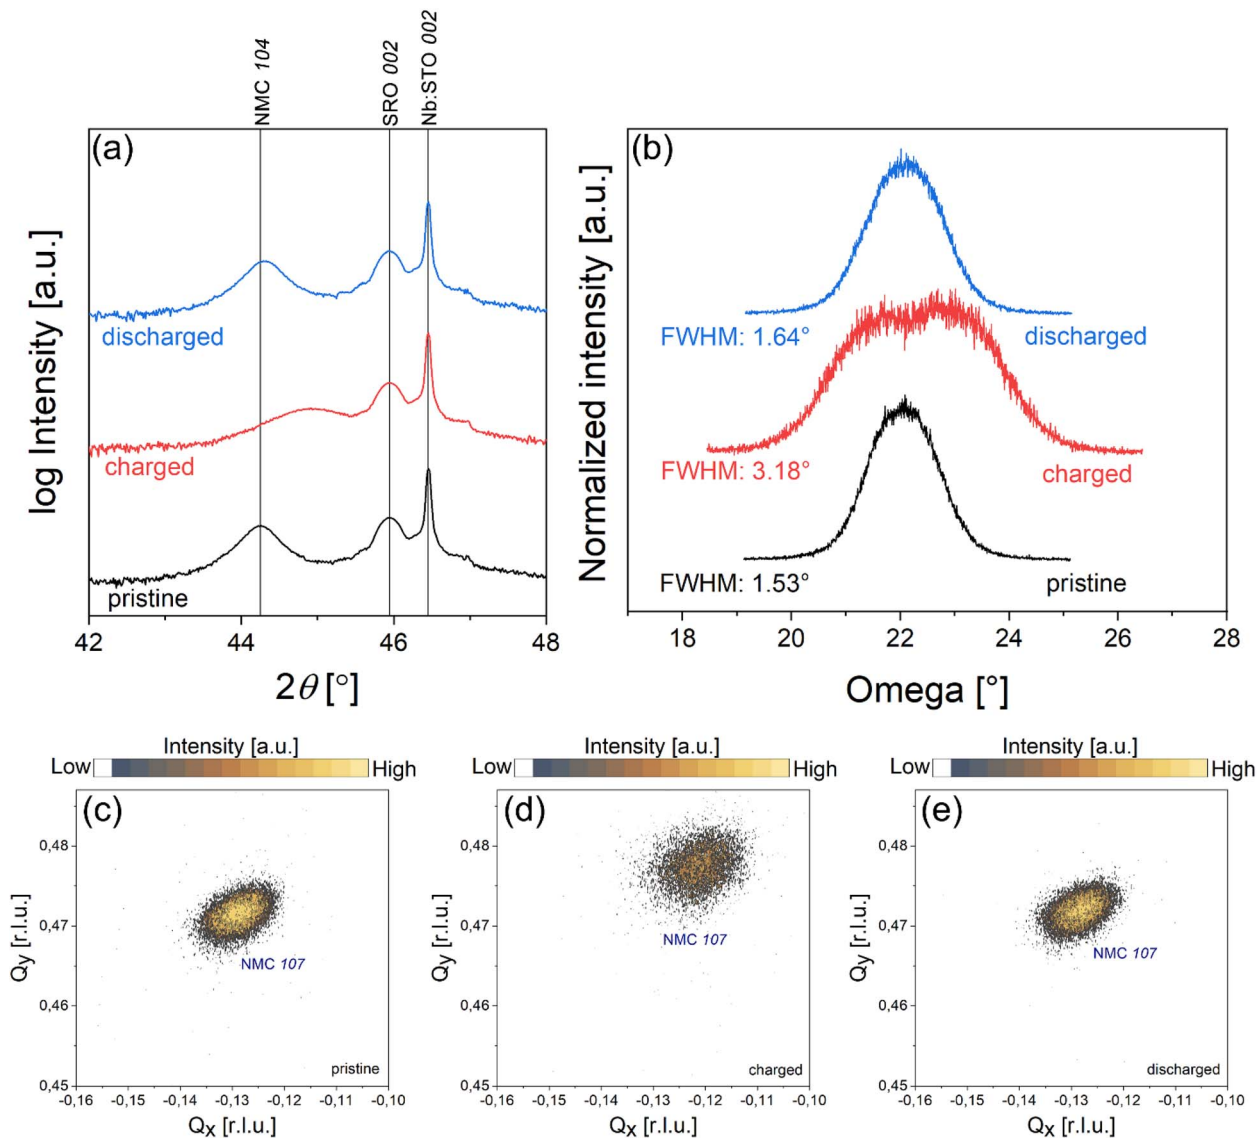 NMC 104
SRO 002
Nb:STO 002
(a)
log Intensity [a.u.]
discharged
charged
pristine
42
44
46
48
2θ [°]
(b)
Normalized intensity [a.u.]
FWHM: 1.64°
discharged
FWHM: 3.18°
charged
FWHM: 1.53°
pristine
18
20
22
24
26
28
Omega [°]
Intensity [a.u.]
Low
High
(c)
0,48
0,47
0,46
0,45
Qy [r.l.u.]
NMC 107
pristine
-0,16
-0,15
-0,14
-0,13
-0,12
-0,11
-0,10
Qx [r.l.u.]
Intensity [a.u.]
Low
High
(d)
0,48
0,47
0,46
0,45
Qy [r.l.u.]
NMC 107
charged
-0,16
-0,15
-0,14
-0,13
-0,12
-0,11
-0,10
Qx [r.l.u.]
Intensity [a.u.]
Low
High
(e)
0,48
0,47
0,46
0,45
Qy [r.l.u.]
NMC 107
discharged
-0,16
-0,15
-0,14
-0,13
-0,12
-0,11
-0,10
Qx [r.l.u.]